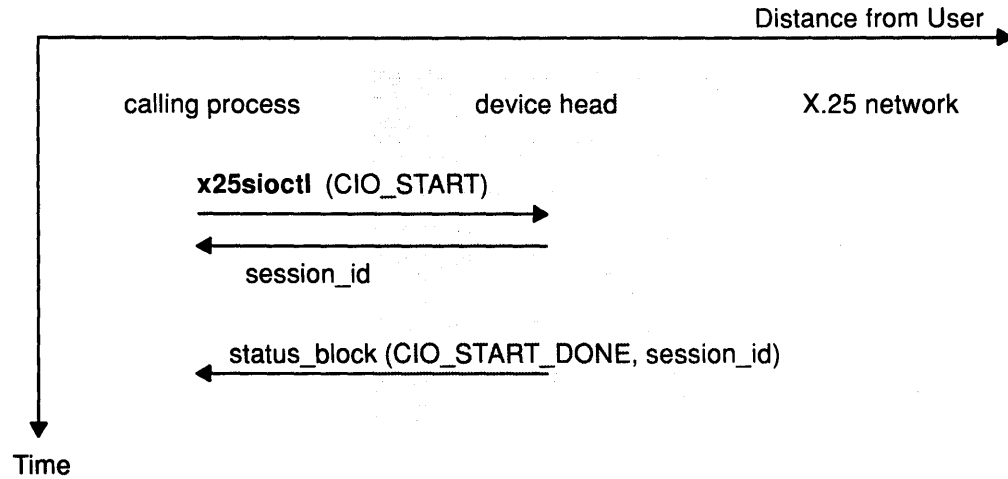 Distance from User
calling process
device head
X.25 network
x25sioctl (CIO_START)
session_id
status_block (CIO_START_DONE, session_id)
Time